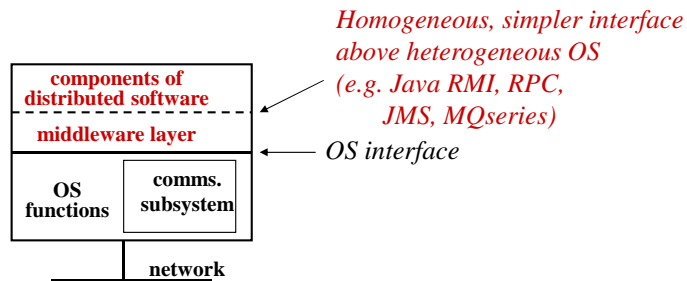 Homogeneous, simpler interface
above heterogeneous OS
(e.g. Java RMI, RPC,
JMS, MQseries)
components of
distributed software
middleware layer
OS interface
OS
functions
comms.
subsystem
network